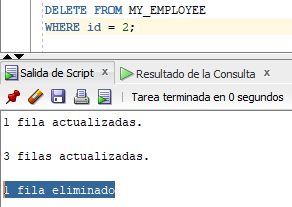 DELETE FROM MY_EMPLOYEE
WHERE id = 2;
Salida de Script x Resultado de la Consulta x
Tarea terminada en 0 segundos
1 fila actualizadas.
3 filas actualizadas.
1 fila eliminado